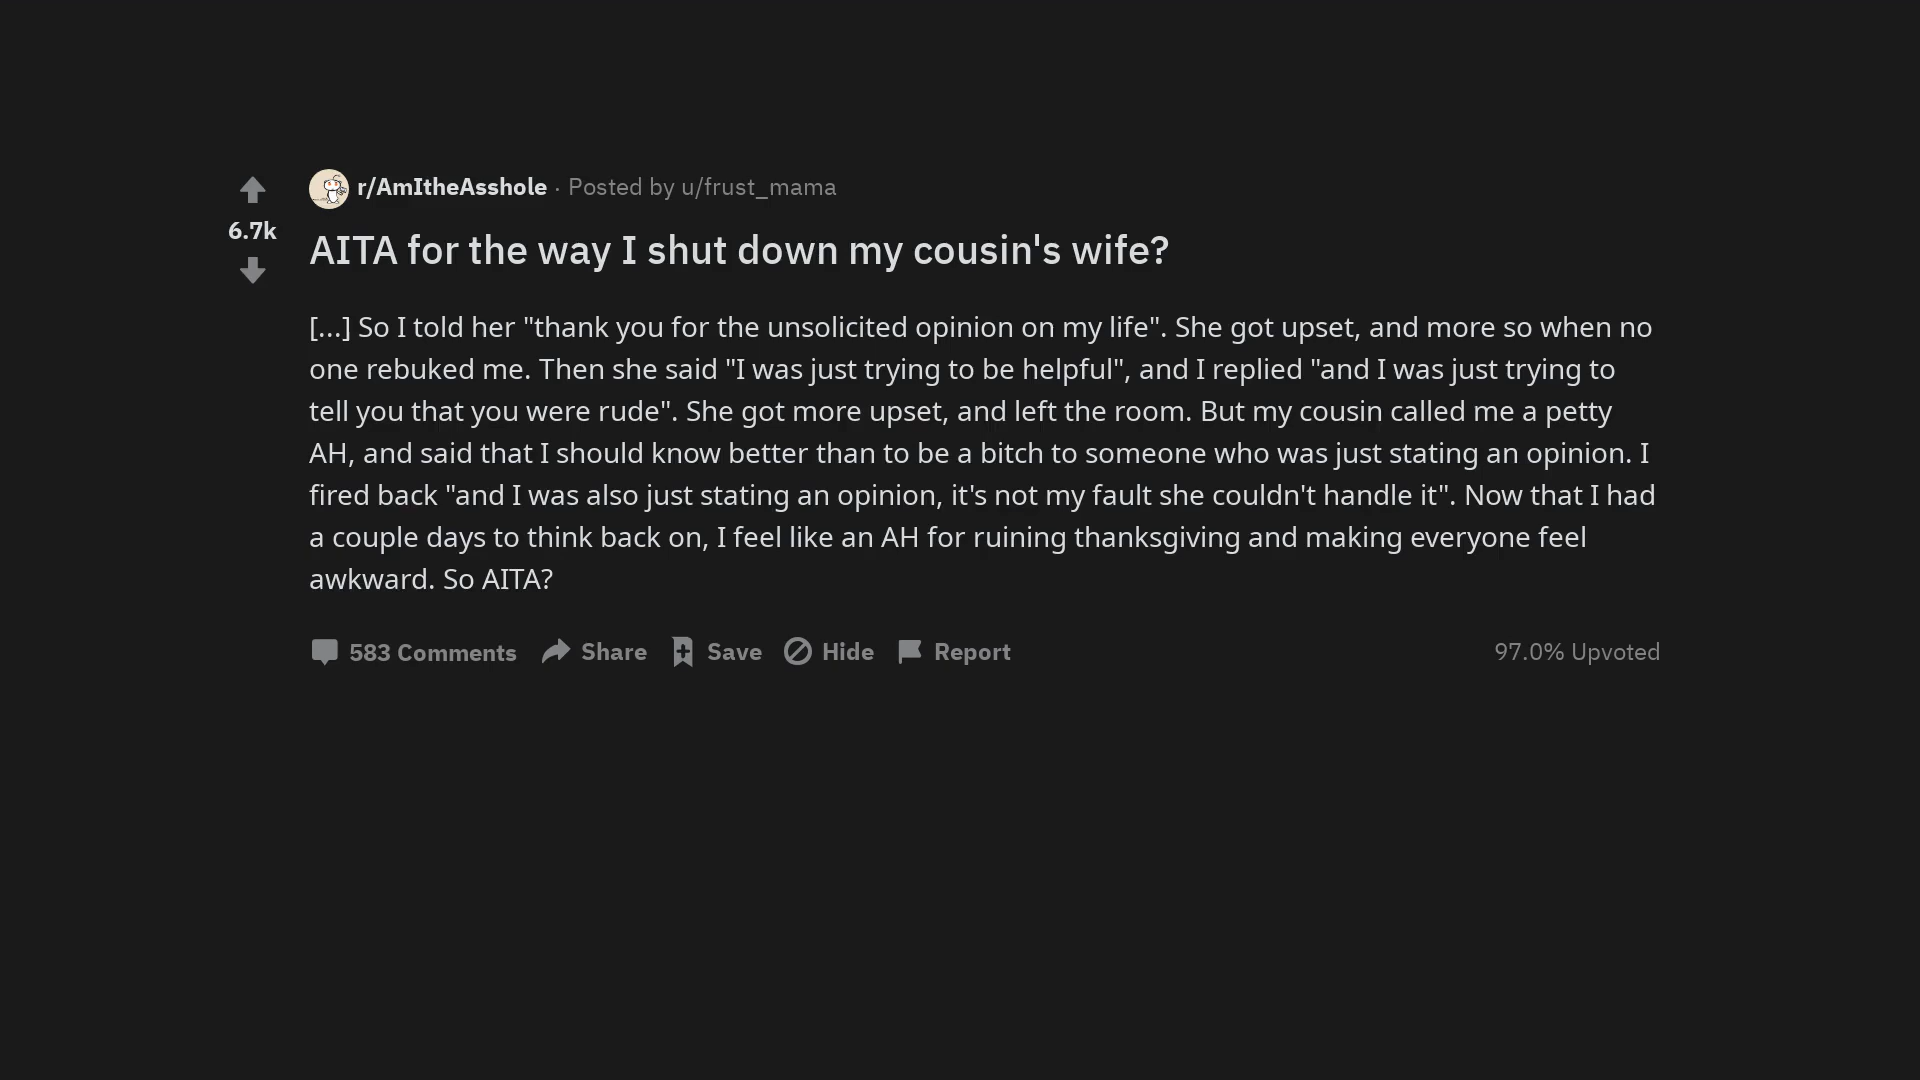 r/AmItheAsshole · Posted by u/frust_mama
6.7k
AITA for the way I shut down my cousin's wife?
[...] So I told her "thank you for the unsolicited opinion on my life". She got upset, and more so when no
one rebuked me. Then she said "I was just trying to be helpful", and I replied "and I was just trying to
tell you that you were rude". She got more upset, and left the room. But my cousin called me a petty
AH, and said that I should know better than to be a bitch to someone who was just stating an opinion. I
fired back "and I was also just stating an opinion, it's not my fault she couldn't handle it". Now that I had
a couple days to think back on, I feel like an AH for ruining thanksgiving and making everyone feel
awkward. So AITA?
583 Comments Share Save Hide Report 97.0% Upvoted